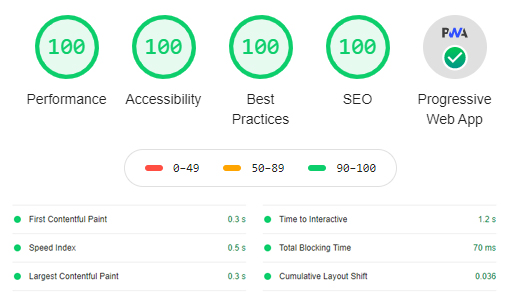 100 100 100 100 PWA
Performance Accessibility Best Practices SEO Progressive Web App
0–49 50–89 90–100
First Contentful Paint 0.3 s
Time to Interactive 1.2 s
Speed Index 0.5 s
Total Blocking Time 70 ms
Largest Contentful Paint 0.3 s
Cumulative Layout Shift 0.036